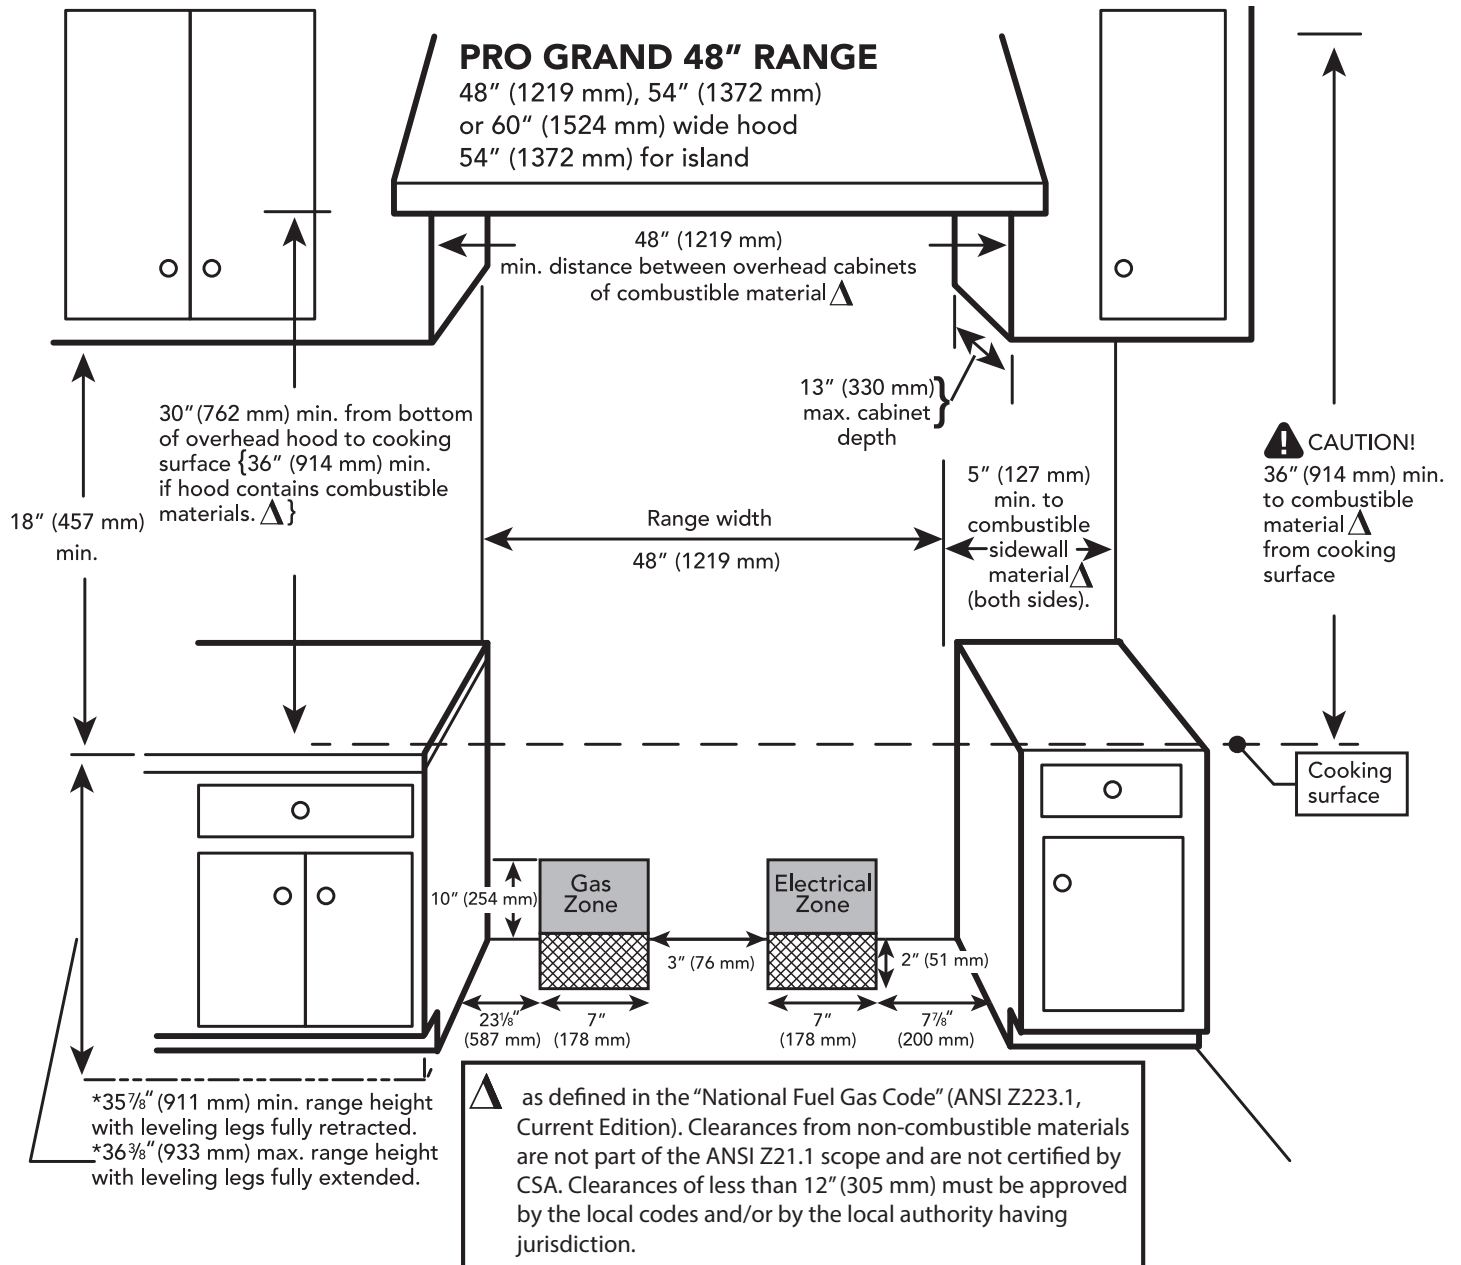 PRO GRAND 48" RANGE
48" (1219 mm), 54" (1372 mm)
or 60" (1524 mm) wide hood
54" (1372 mm) for island
48" (1219 mm)
min. distance between overhead cabinets
of combustible material Δ
13" (330 mm)
max. cabinet
depth
30" (762 mm) min. from bottom
of overhead hood to cooking
surface {36" (914 mm) min.
if hood contains combustible
materials. Δ}
18" (457 mm)
min.
Range width
48" (1219 mm)
5" (127 mm)
min. to
combustible
sidewall
material Δ
(both sides).
CAUTION!
36" (914 mm) min.
to combustible
material Δ
from cooking
surface
Cooking
surface
Gas
Zone
Electrical
Zone
10" (254 mm)
3" (76 mm)
2" (51 mm)
23⅛"
(587 mm)
7"
(178 mm)
7"
(178 mm)
7⅞"
(200 mm)
*35⅞" (911 mm) min. range height
with leveling legs fully retracted.
*36⅜" (933 mm) max. range height
with leveling legs fully extended.
Δ as defined in the "National Fuel Gas Code" (ANSI Z223.1,
Current Edition). Clearances from non-combustible materials
are not part of the ANSI Z21.1 scope and are not certified by
CSA. Clearances of less than 12" (305 mm) must be approved
by the local codes and/or by the local authority having
jurisdiction.